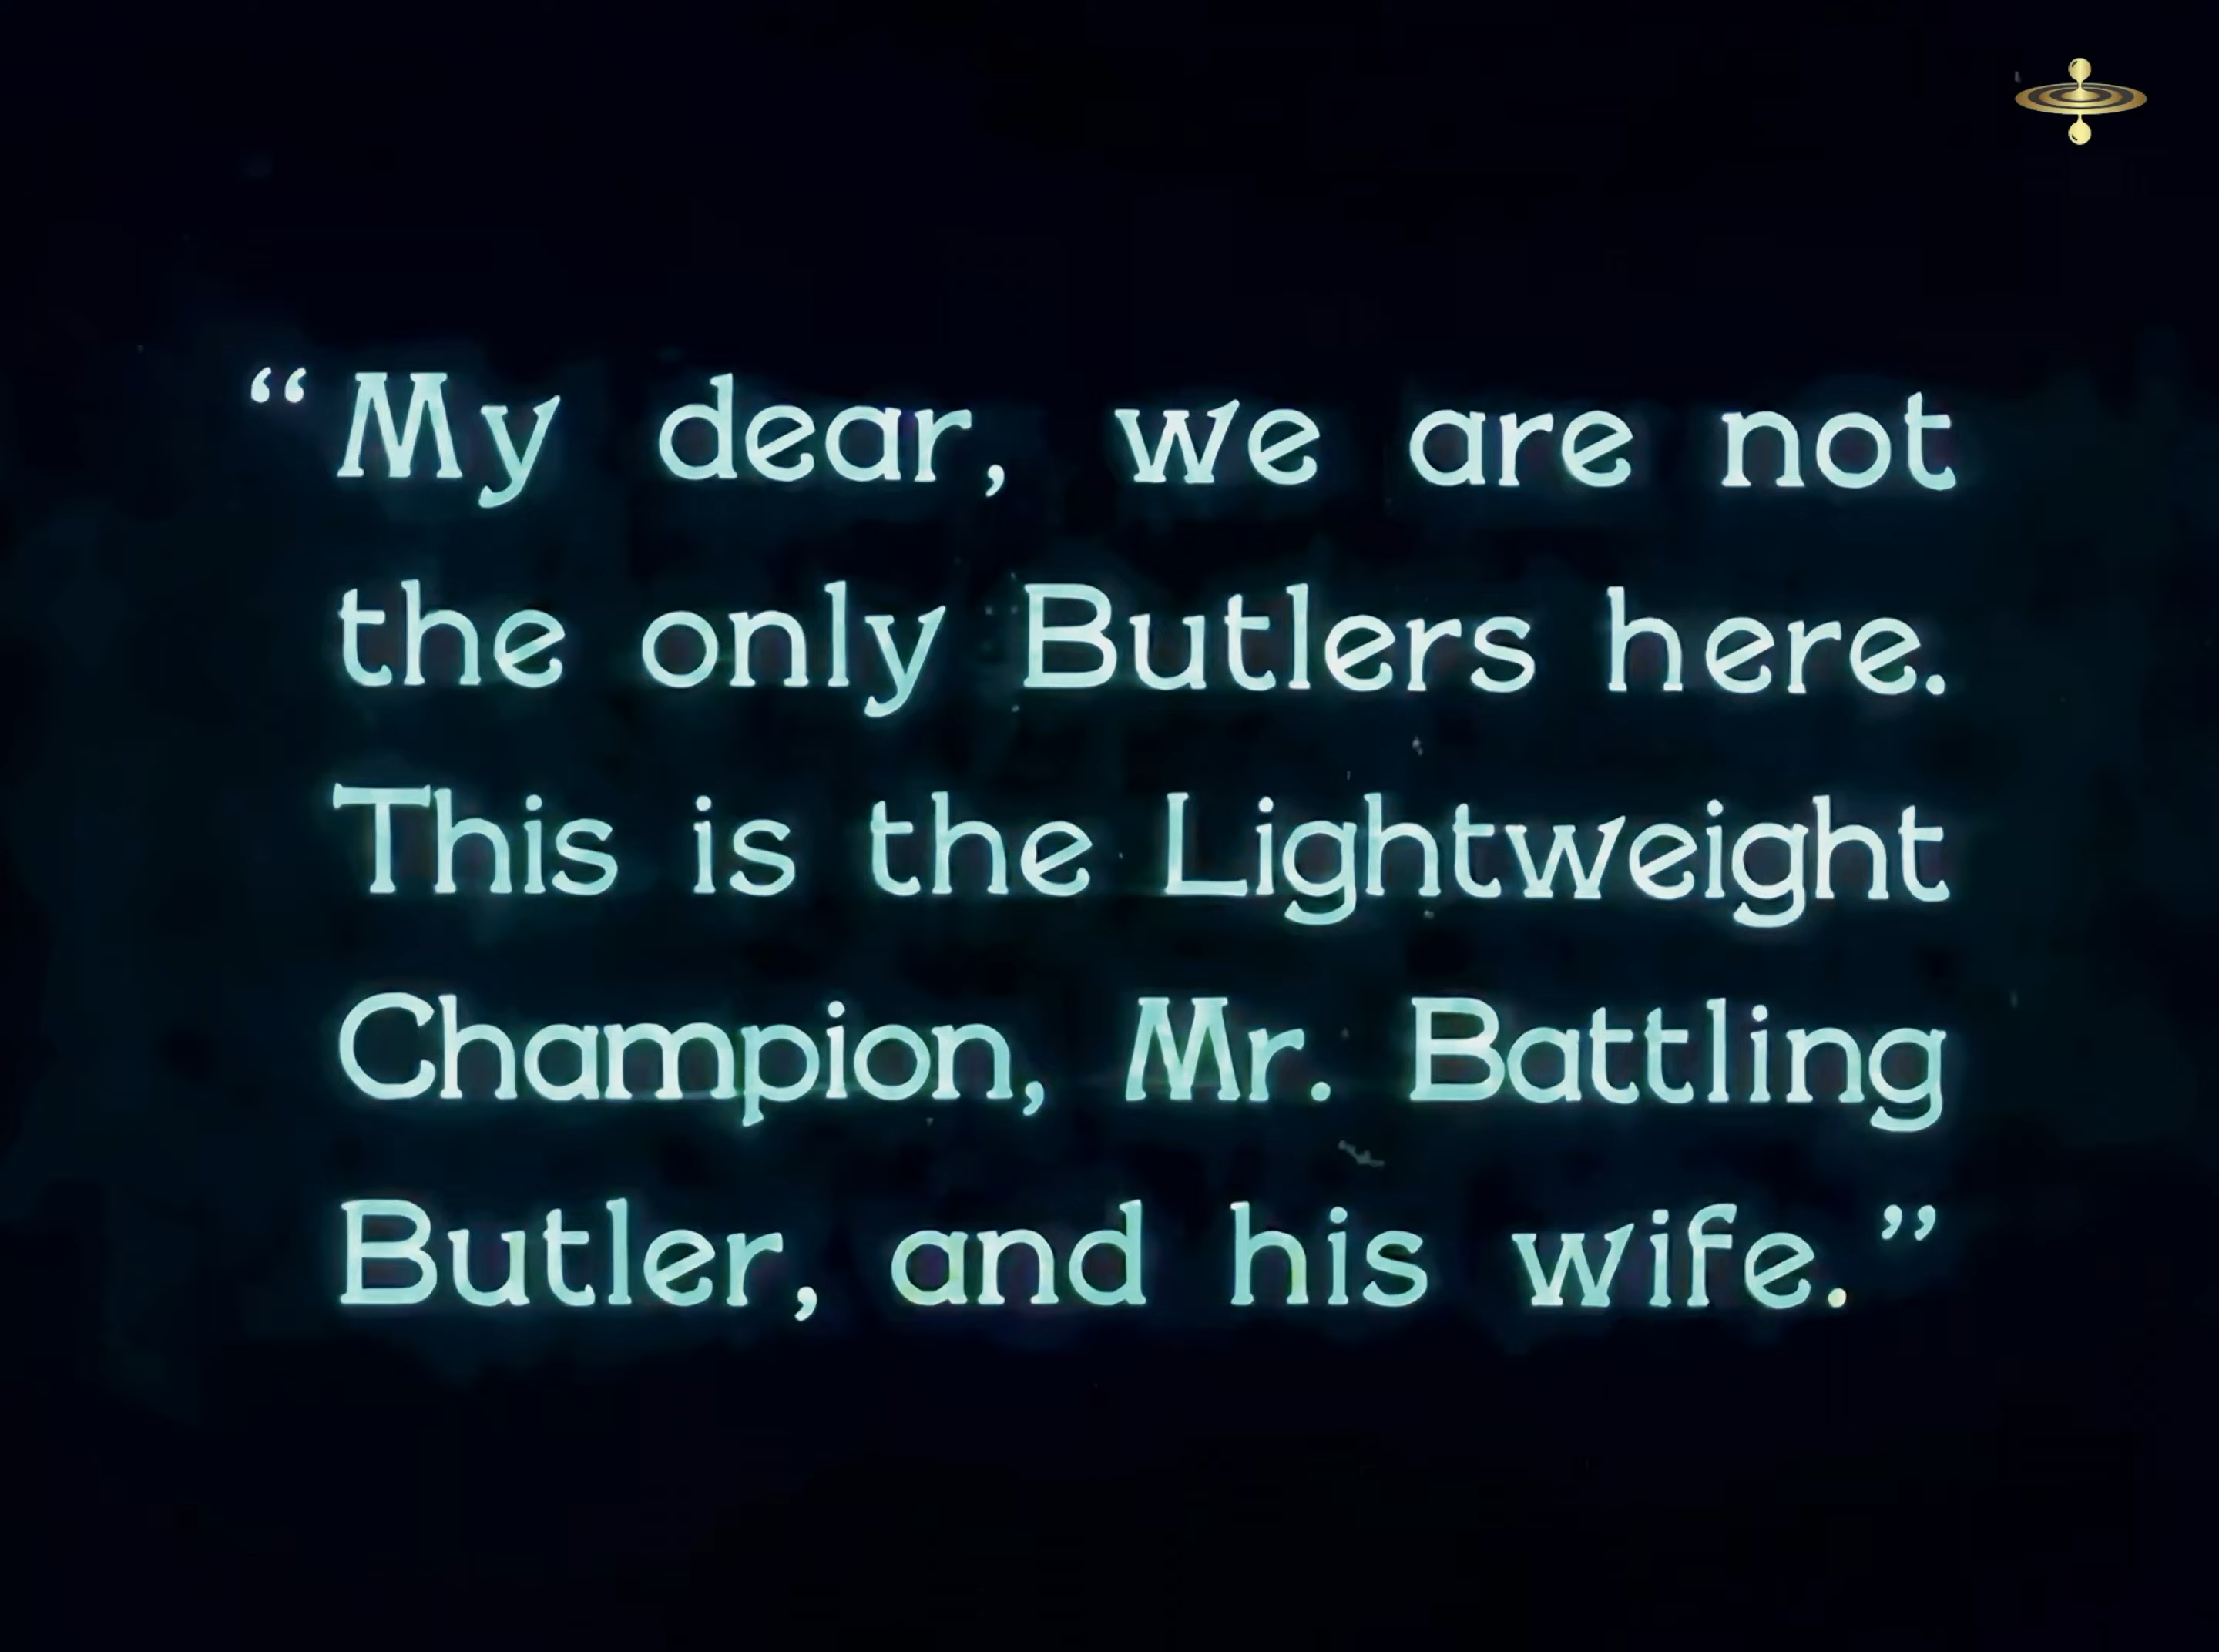 “My dear, we are not
the only Butlers here.
This is the Lightweight
Champion, Mr. Battling
Butler, and his wife.”